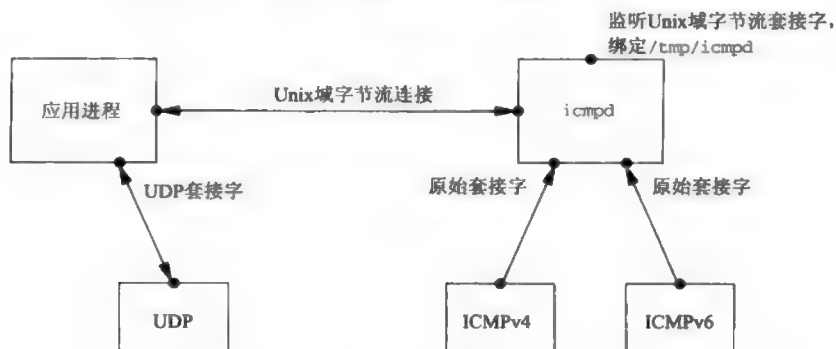 监听Unix域字节流套接字，
绑定/tmp/icmpd
应用进程
Unix域字节流连接
icmpd
UDP套接字
原始套接字
原始套接字
UDP
ICMPv4
ICMPv6